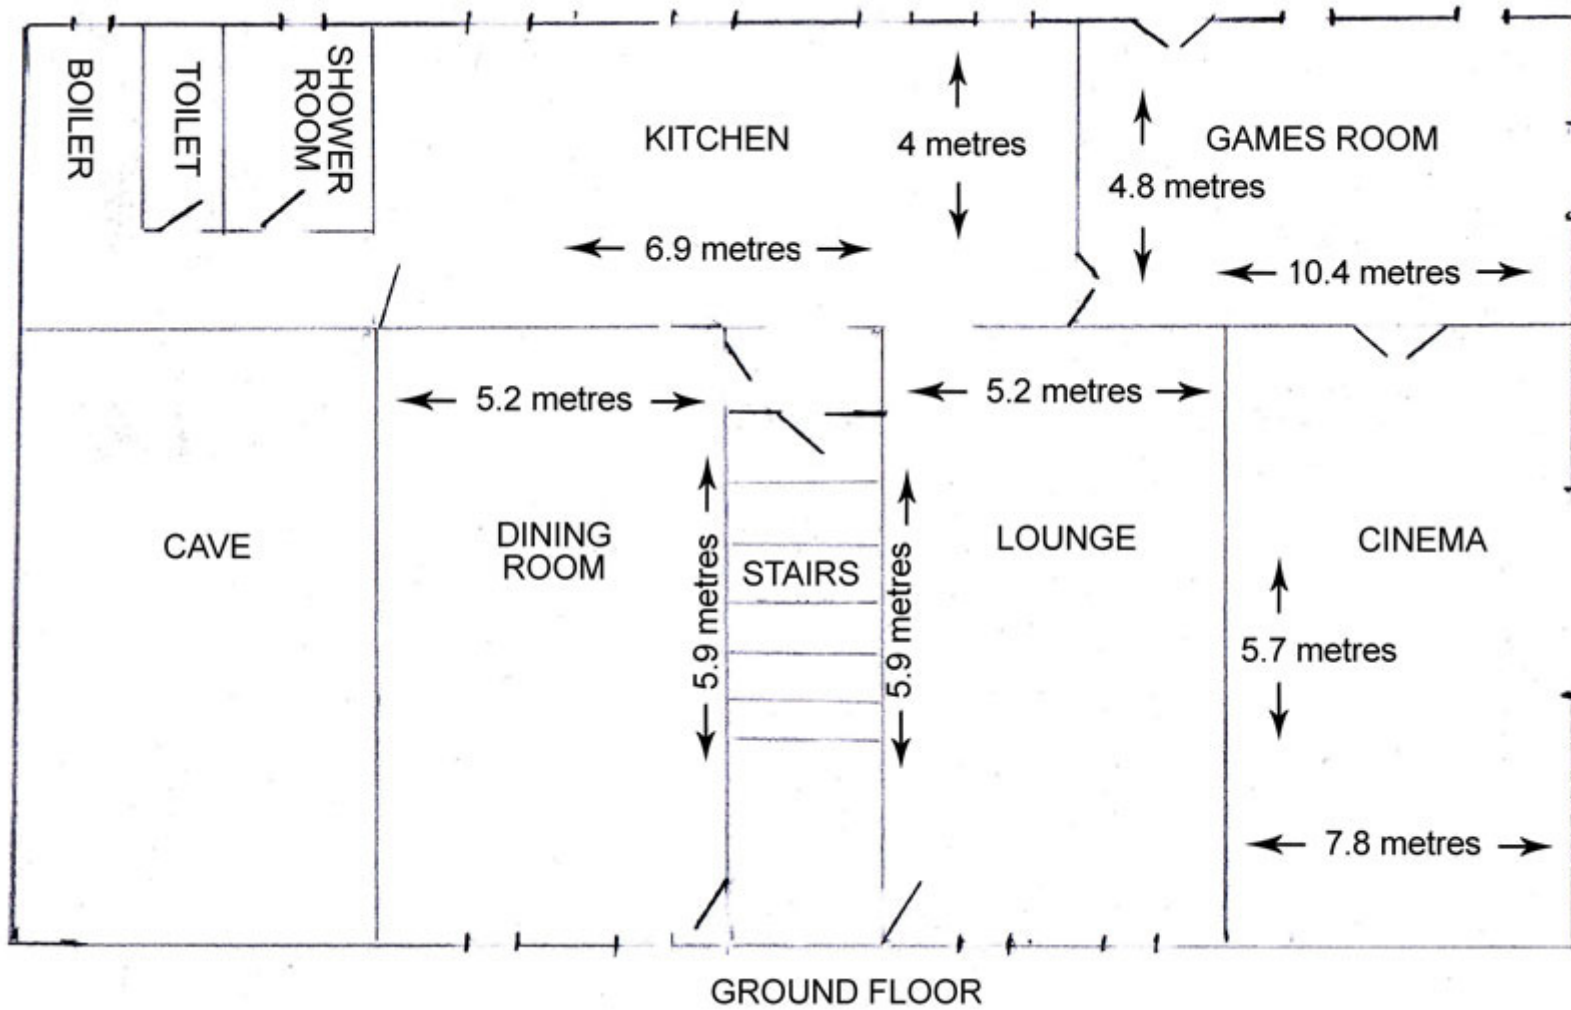 BOILER
TOILET
SHOWER
ROOM
KITCHEN
4 metres
6.9 metres
GAMES ROOM
4.8 metres
10.4 metres
5.2 metres
5.2 metres
CAVE
DINING
ROOM
5.9 metres
STAIRS
5.9 metres
LOUNGE
CINEMA
5.7 metres
7.8 metres
GROUND FLOOR